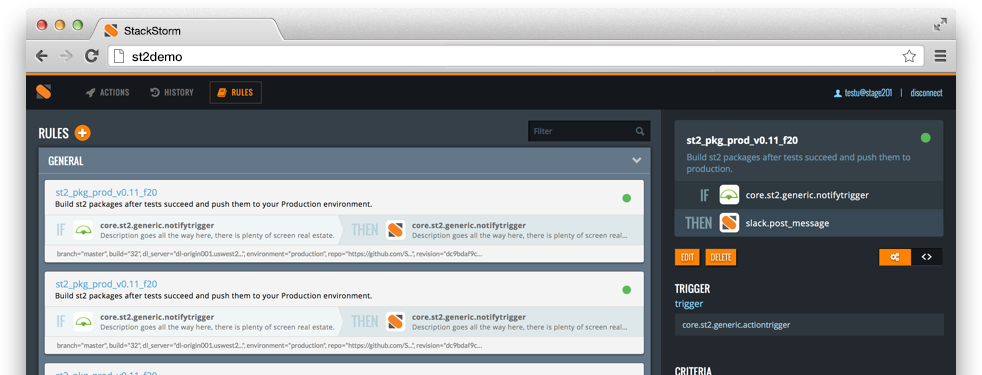 StackStorm
st2demo
ACTIONS HISTORY RULES testu@stage201 | disconnect
RULES
Filter
GENERAL
st2_pkg_prod_v0.11_f20
Build st2 packages after tests succeed and push them to your Production environment.
IF core.st2.generic.notifytrigger
Description goes all the way here, there is plenty of screen real estate.
THEN core.st2.generic.notifytrigger
Description goes all the way here, there is plenty of screen real...
branch="master", build="32", dl_server="dl-origin001.uswest2...", environment="production", repo="https://github.com/S...", revision="dc9bdaf9c...
st2_pkg_prod_v0.11_f20
Build st2 packages after tests succeed and push them to your Production environment.
IF core.st2.generic.notifytrigger
Description goes all the way here, there is plenty of screen real estate.
THEN core.st2.generic.notifytrigger
Description goes all the way here, there is plenty of screen real...
branch="master", build="32", dl_server="dl-origin001.uswest2...", environment="production", repo="https://github.com/S...", revision="dc9bdaf9c...
st2_pkg_prod_v0.11_f20
st2_pkg_prod_v0.11_f20
Build st2 packages after tests succeed and push them to
production.
IF core.st2.generic.notifytrigger
THEN slack.post_message
EDIT DELETE <>
TRIGGER
trigger
core.st2.generic.actiontrigger
CRITERIA